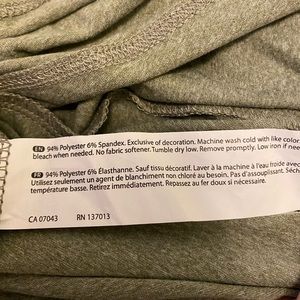 EN 94% Polyester 6% Spandex. Exclusive of decoration. Machine wash cold with like color
bleach when needed. No fabric softener. Tumble dry low. Remove promptly. Low iron if nee
FR 94% Polyester 6% Élasthanne. Sauf tissu décoratif. Laver à la machine à l'eau froide avec
Utilisez seulement un agent de blanchiment non chloré au besoin. Pas d'assouplissant. Séch
température basse. Retirez immédiatement. Repassez au fer doux si nécessaire.
CA 07043 RN 137013